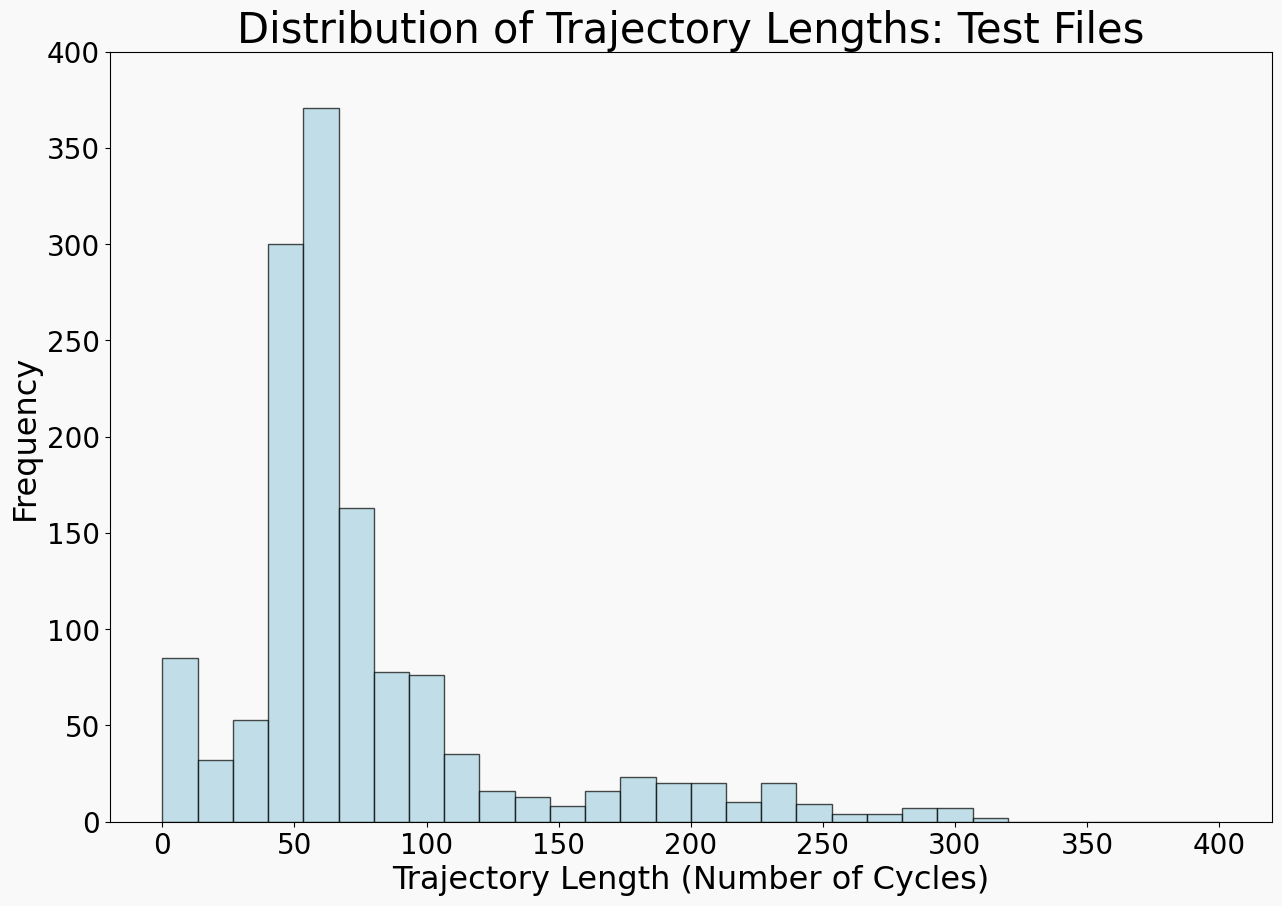 Distribution of Trajectory Lengths: Test Files
400
350
300
250
200
150
100
50
0
Frequency
0 50 100 150 200 250 300 350 400
Trajectory Length (Number of Cycles)